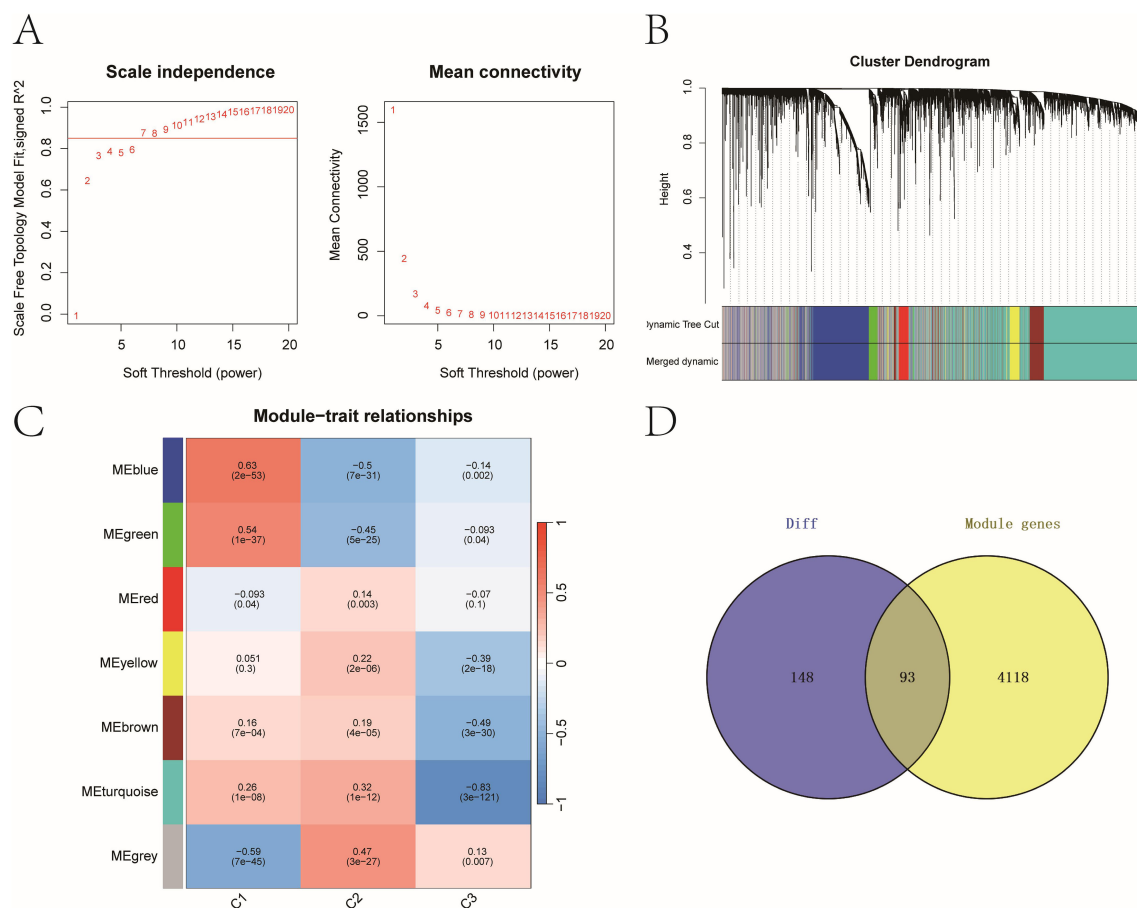 A
Scale independence
Scale Free Topology Model Fit,signed R^2
0.0
0.2
0.4
0.6
0.8
1.0
1
2
3
4
5
6
7
8
9
10
11
12
13
14
15
16
17
18
19
20
5
10
15
20
Soft Threshold (power)
Mean connectivity
Mean Connectivity
0
500
1000
1500
1
2
3
4
5
6
7
8
9
10
11
12
13
14
15
16
17
18
19
20
5
10
15
20
Soft Threshold (power)
B
Cluster Dendrogram
Height
1.0
0.8
0.6
0.4
Dynamic Tree Cut
Merged dynamic
C
Module−trait relationships
MEblue
0.63
(2e−53)
−0.5
(7e−31)
−0.14
(0.002)
MEgreen
0.54
(1e−37)
−0.45
(5e−25)
−0.093
(0.04)
MEred
−0.093
(0.04)
0.14
(0.003)
−0.07
(0.1)
MEyellow
0.051
(0.3)
0.22
(2e−06)
−0.39
(2e−18)
MEbrown
0.16
(7e−04)
0.19
(4e−05)
−0.49
(3e−30)
MEturquoise
0.26
(1e−08)
0.32
(1e−12)
−0.83
(3e−121)
MEgrey
−0.59
(7e−45)
0.47
(3e−27)
0.13
(0.007)
C1
C2
C3
1
0.5
0
−0.5
−1
D
Diff
Module genes
148
93
4118